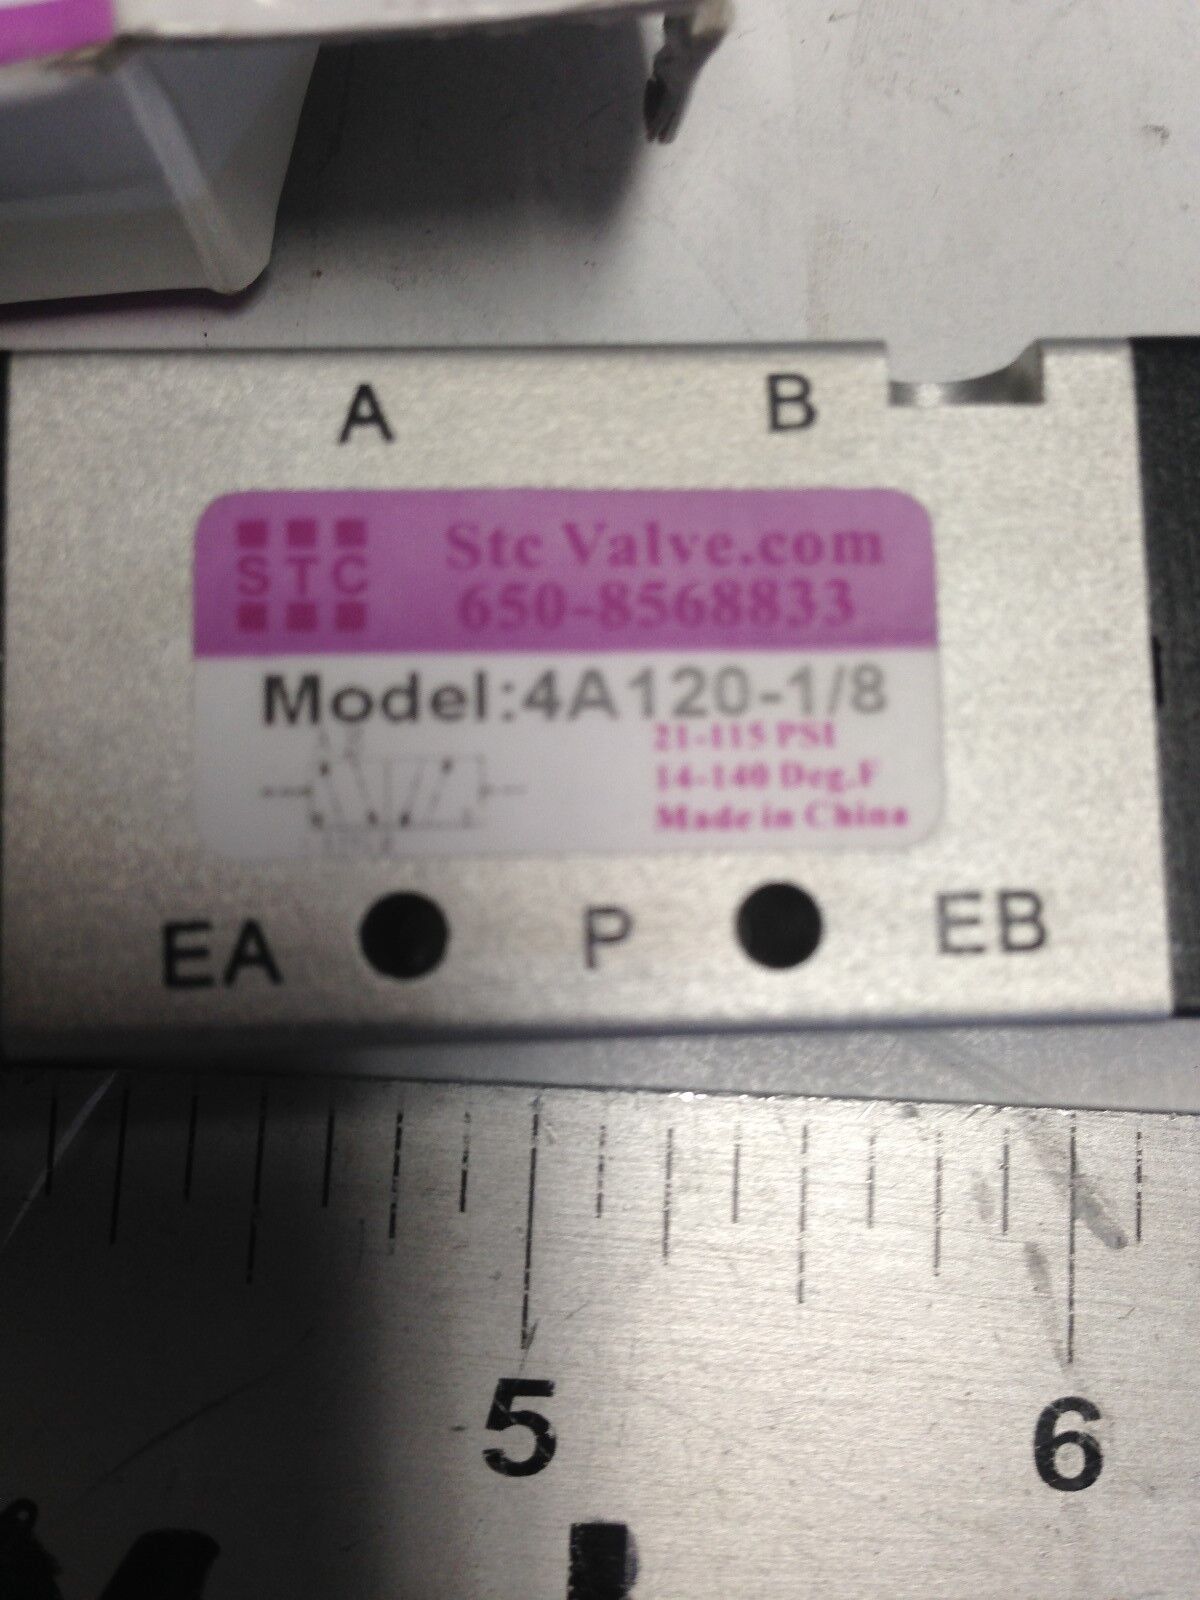 A B
STC
Stc Valve.com
650-8568833
Model:4A120-1/8
21-115 PSI
14-140 Deg.F
Made in China
EA P EB
5 6